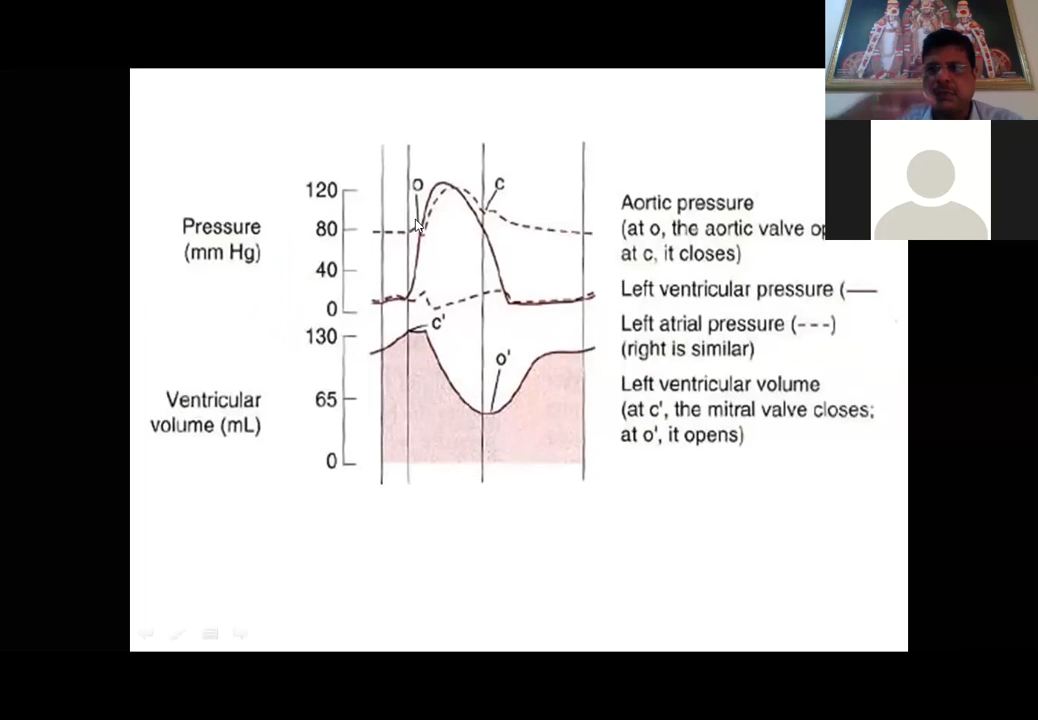 120
80
40
0
Pressure
(mm Hg)
O
C
Aortic pressure
(at o, the aortic valve
at c, it closes)
Left ventricular pressure (—
Left atrial pressure (---)
(right is similar)
130
65
0
Ventricular
volume (mL)
c'
o'
Left ventricular volume
(at c', the mitral valve closes;
at o', it opens)